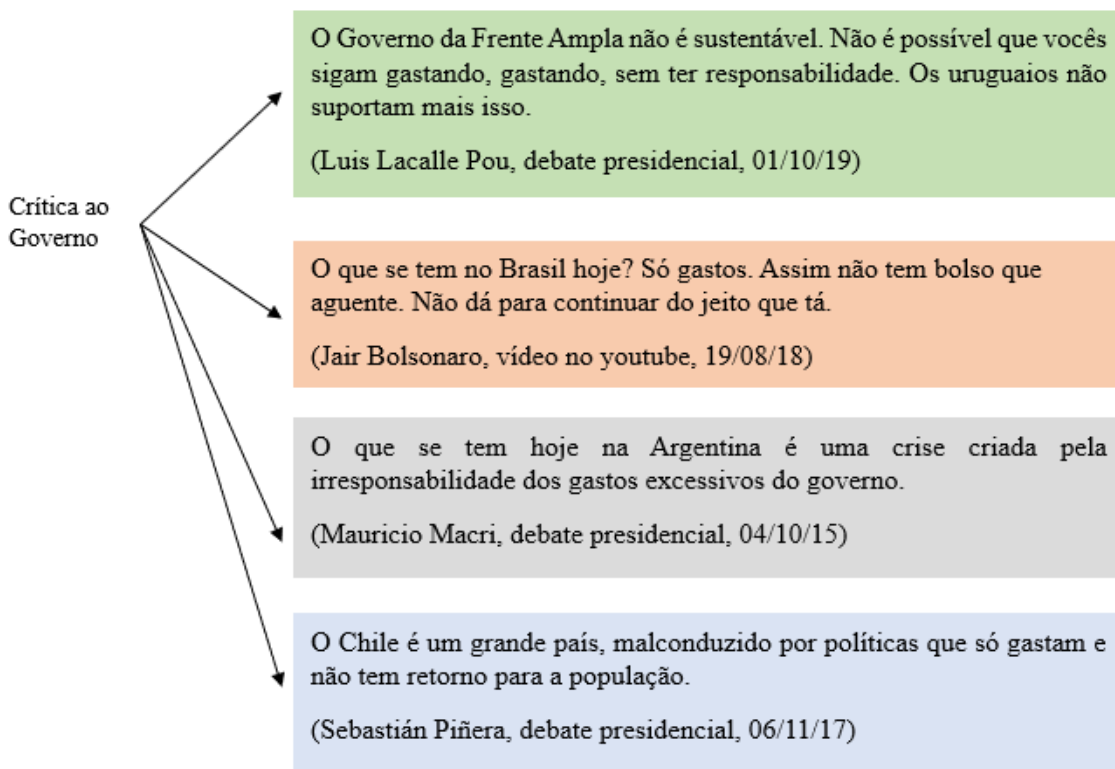 O Governo da Frente Ampla não é sustentável. Não é possível que vocês
sigam gastando, gastando, sem ter responsabilidade. Os uruguaios não
suportam mais isso.
(Luis Lacalle Pou, debate presidencial, 01/10/19)
Crítica ao
Governo
O que se tem no Brasil hoje? Só gastos. Assim não tem bolso que
aguente. Não dá para continuar do jeito que tá.
(Jair Bolsonaro, vídeo no youtube, 19/08/18)
O que se tem hoje na Argentina é uma crise criada pela
irresponsabilidade dos gastos excessivos do governo.
(Mauricio Macri, debate presidencial, 04/10/15)
O Chile é um grande país, malconduzido por políticas que só gastam e
não tem retorno para a população.
(Sebastián Piñera, debate presidencial, 06/11/17)